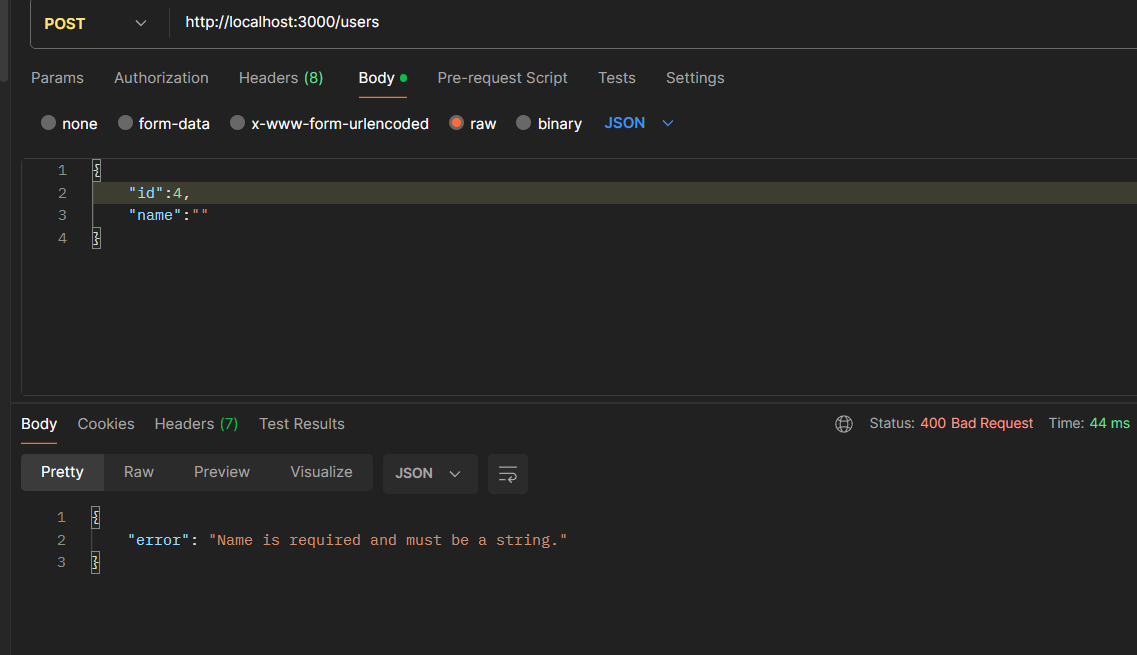 POST http://localhost:3000/users
Params Authorization Headers (8) Body Pre-request Script Tests Settings
none form-data x-www-form-urlencoded raw binary JSON
1 {
2 "id":4,
3 "name":""
4 }
Body Cookies Headers (7) Test Results Status: 400 Bad Request Time: 44 ms
Pretty Raw Preview Visualize JSON
1 {
2 "error": "Name is required and must be a string."
3 }